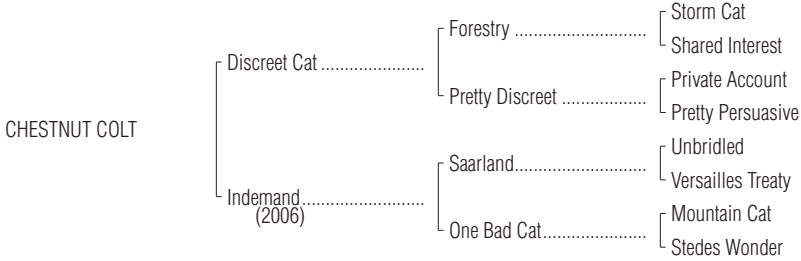 Storm Cat
Forestry ............................
Shared Interest
Discreet Cat ......................
Private Account
Pretty Discreet ..................
Pretty Persuasive
CHESTNUT COLT
Unbridled
Saarland............................
Versailles Treaty
Indemand..........................
(2006)
Mountain Cat
One Bad Cat......................
Stedes Wonder